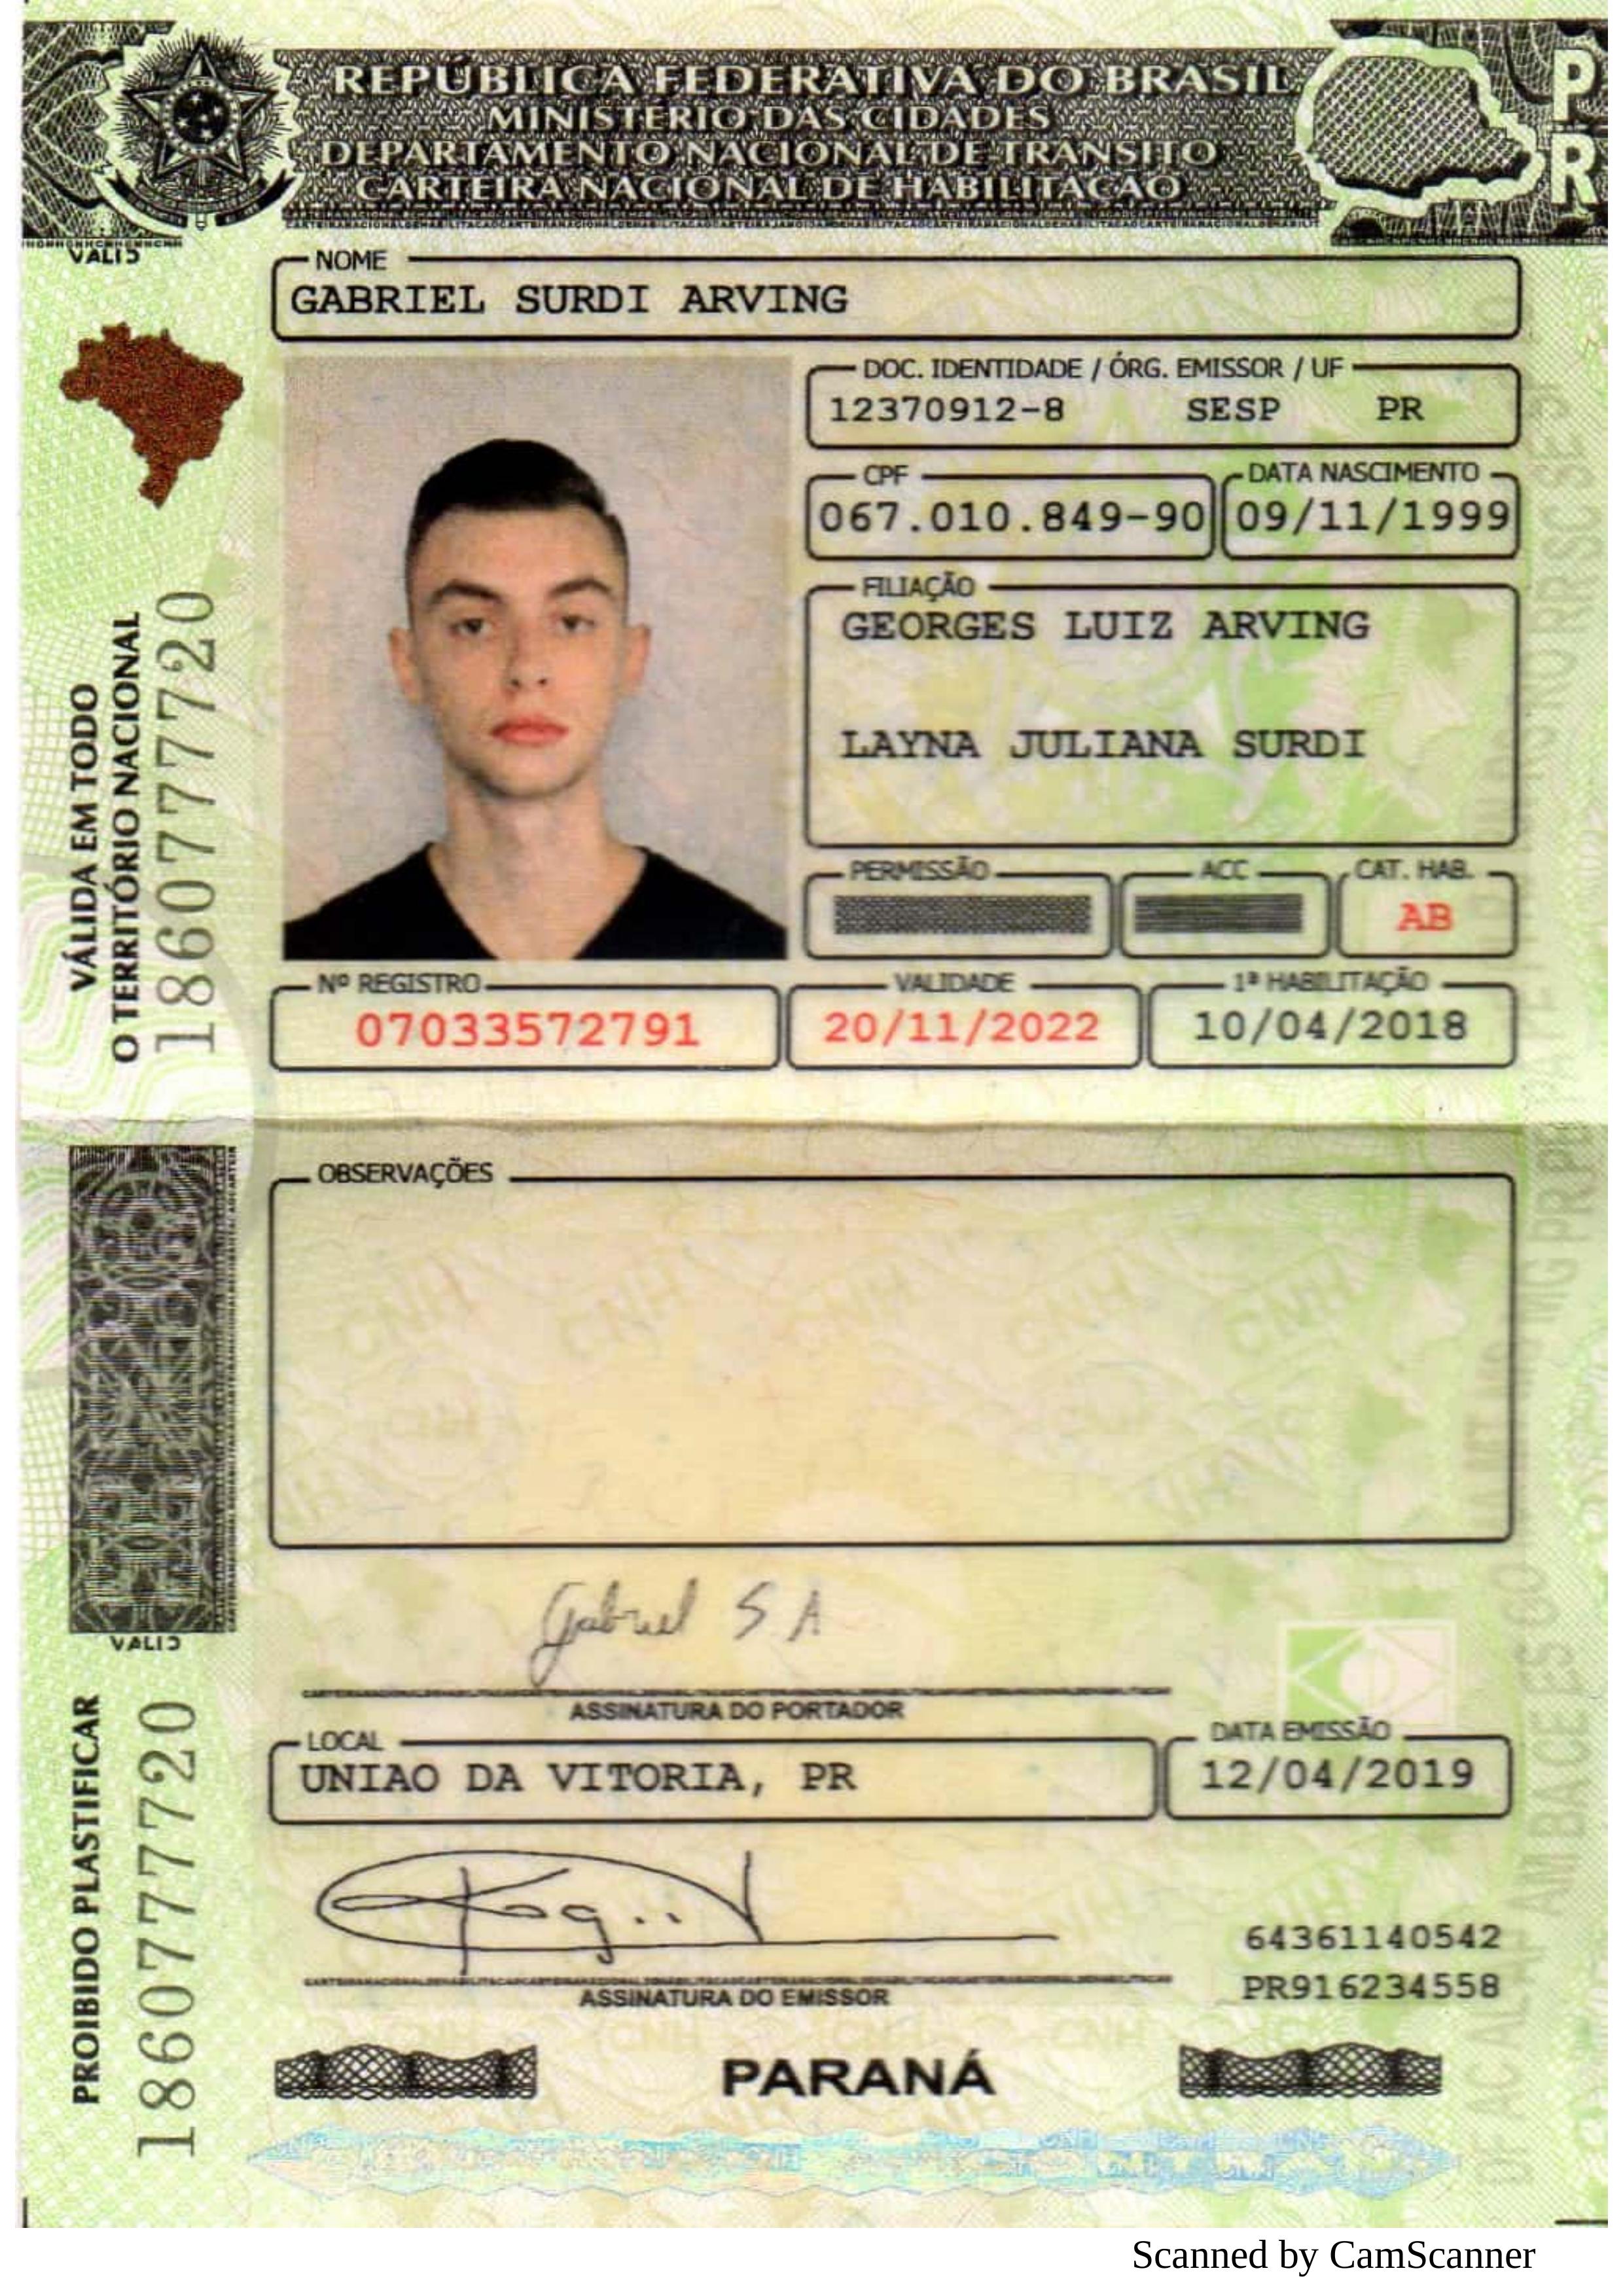 REPÚBLICA FEDERATIVA DO BRASIL
MINISTÉRIO DAS CIDADES
DEPARTAMENTO NACIONAL DE TRÂNSITO
CARTEIRA NACIONAL DE HABILITAÇÃO
PR
NOME
GABRIEL SURDI ARVING
DOC. IDENTIDADE / ÓRG. EMISSOR / UF
12370912-8 SESP PR
CPF
067.010.849-90
DATA NASCIMENTO
09/11/1999
FILIAÇÃO
GEORGES LUIZ ARVING
LAYNA JULIANA SURDI
PERMISSÃO
ACC
CAT. HAB.
AB
Nº REGISTRO
07033572791
VALIDADE
20/11/2022
1ª HABILITAÇÃO
10/04/2018
VÁLIDA EM TODO
O TERRITÓRIO NACIONAL
1860777720
OBSERVAÇÕES
Gabriel S A
ASSINATURA DO PORTADOR
LOCAL
UNIAO DA VITORIA, PR
DATA EMISSÃO
12/04/2019
ASSINATURA DO EMISSOR
64361140542
PR916234558
PROIBIDO PLASTIFICAR
1860777720
PARANÁ
Scanned by CamScanner